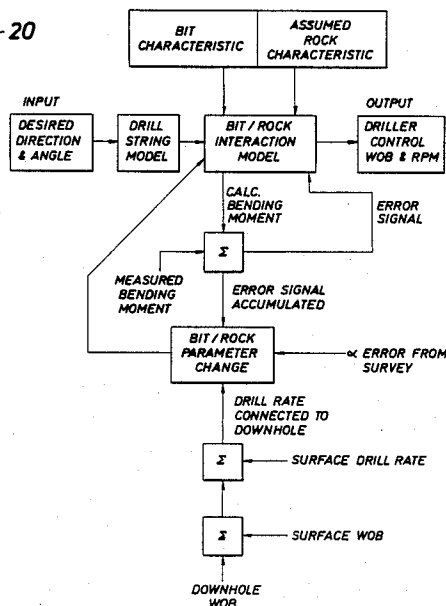 -20
BIT
CHARACTERISTIC
ASSUMED
ROCK
CHARACTERISTIC
INPUT
DESIRED
DIRECTION
& ANGLE
DRILL
STRING
MODEL
BIT / ROCK
INTERACTION
MODEL
OUTPUT
DRILLER
CONTROL
WOB & RPM
CALC.
BENDING
MOMENT
ERROR
SIGNAL
Σ
MEASURED
BENDING
MOMENT
ERROR SIGNAL
ACCUMULATED
BIT / ROCK
PARAMETER
CHANGE
∝ ERROR FROM
SURVEY
DRILL RATE
CONNECTED TO
DOWNHOLE
Σ
SURFACE DRILL RATE
Σ
SURFACE WOB
DOWNHOLE
WOB